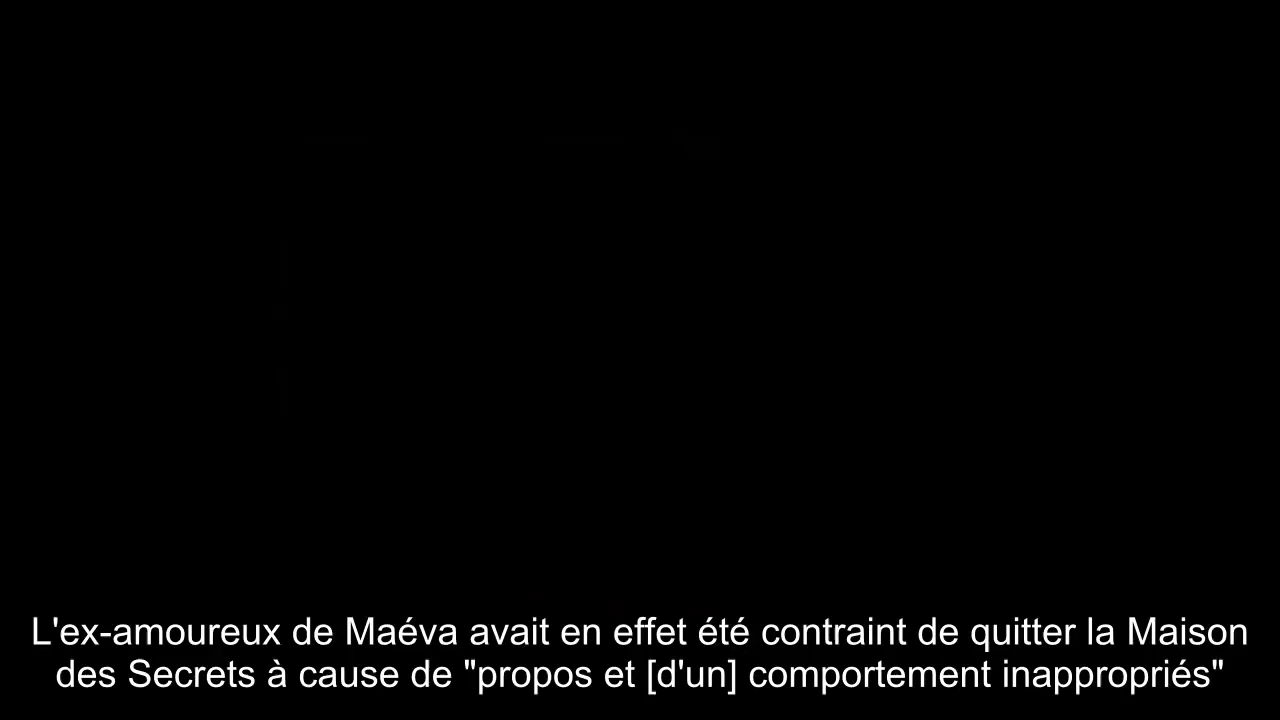 L'ex-amoureux de Maéva avait en effet été contraint de quitter la Maison
des Secrets à cause de "propos et [d'un] comportement inappropriés"